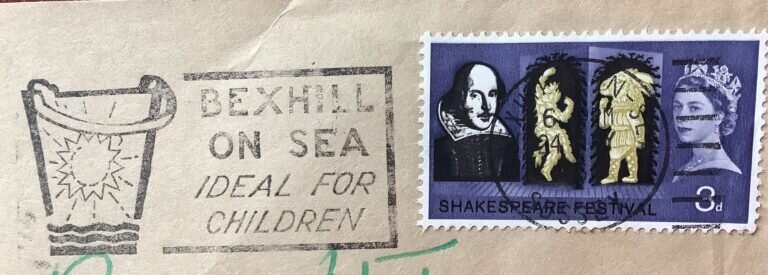 BEXHILL
ON SEA
IDEAL FOR
CHILDREN
SHAKESPEARE FESTIVAL
3d